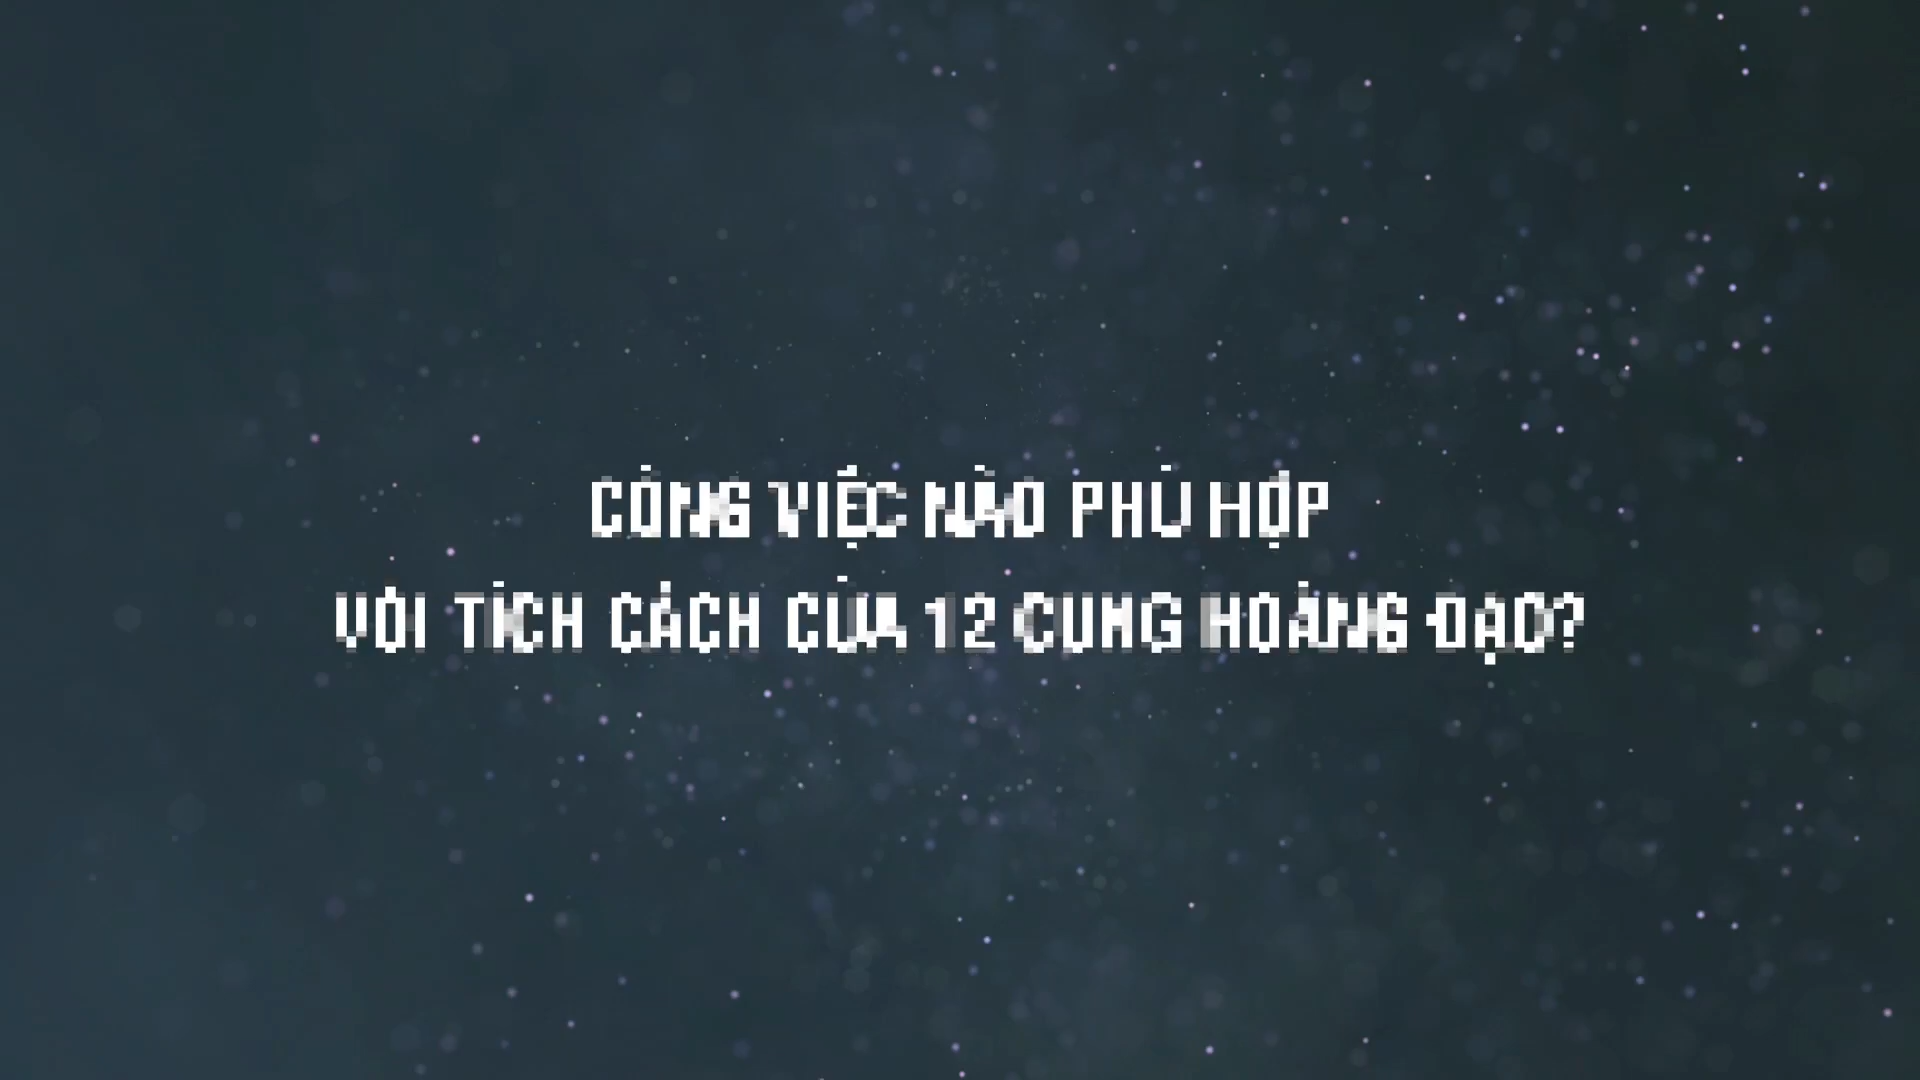 CÔNG VIỆC NÀO PHÙ HỢP
VỚI TÍCH CÁCH CỦA 12 CUNG HOÀNG ĐẠO?